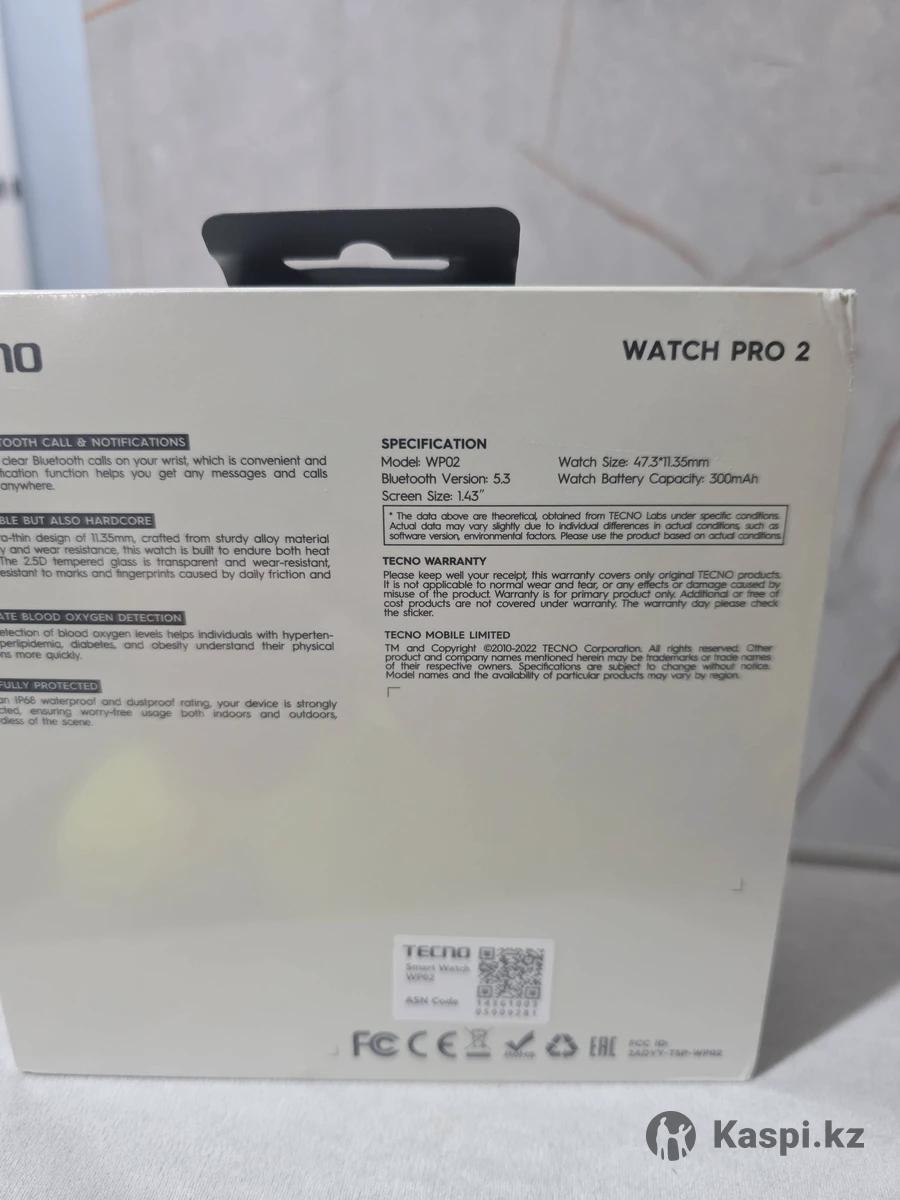 WATCH PRO 2
TOOTH CALL & NOTIFICATIONS
clear Bluetooth calls on your wrist, which is convenient and
fication function helps you get any messages and calls
anywhere.
BLE BUT ALSO HARDCORE
a-thin design of 11.35mm, crafted from sturdy alloy material
y and wear resistance, this watch is built to endure both heat
The 2.5D tempered glass is transparent and wear-resistant,
esistant to marks and fingerprints caused by daily friction and
ATE BLOOD OXYGEN DETECTION
etection of blood oxygen levels helps individuals with hyperten-
perlipidemia, diabetes, and obesity understand their physical
ns more quickly.
FULLY PROTECTED
an IP68 waterproof and dustproof rating, your device is strongly
cted, ensuring worry-free usage both indoors and outdoors,
rdless of the scene.
SPECIFICATION
Model: WP02 Watch Size: 47.3*11.35mm
Bluetooth Version: 5.3 Watch Battery Capacity: 300mAh
Screen Size: 1.43"
* The data above are theoretical, obtained from TECNO Labs under specific conditions.
Actual data may vary slightly due to individual differences in actual conditions, such as
software version, environmental factors. Please use the product based on actual conditions.
TECNO WARRANTY
Please keep well your receipt, this warranty covers only original TECNO products.
It is not applicable to normal wear and tear, or any effects or damage caused by
misuse of the product. Warranty is for primary product only. Additional or free of
cost products are not covered under warranty. The warranty day please check
the sticker.
TECNO MOBILE LIMITED
TM and Copyright ©2010-2022 TECNO Corporation. All rights reserved. Other
product and company names mentioned herein may be trademarks or trade names
of their respective owners. Specifications are subject to change without notice.
Model names and the availability of particular products may vary by region.
TECNO
Smart Watch
WP02
ASN Code
FC CE EAC
FCC ID:
2ADYY-TSP-WP02
Kaspi.kz